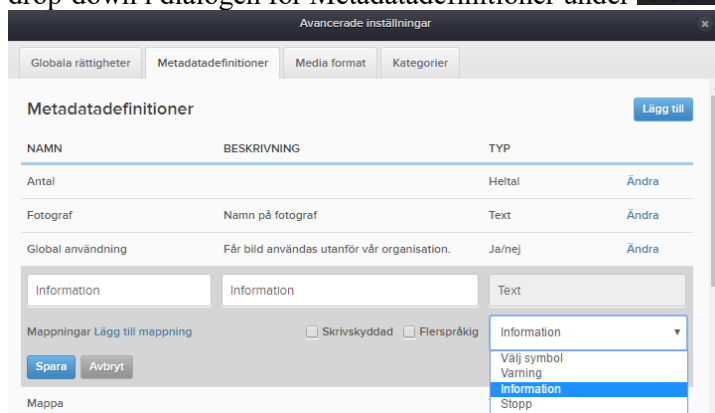 drop-down i dialogen för Metadatadefinitioner under
Avancerade inställningar
Globala rättigheter Metadatadefinitioner Media format Kategorier
Metadatadefinitioner Lägg till
NAMN BESKRIVNING TYP
Antal Heltal Ändra
Fotograf Namn på fotograf Text Ändra
Global användning Får bild användas utanför vår organisation. Ja/nej Ändra
Information Information Text
Mappningar Lägg till mappning Skrivskyddad Flerspråkig Information
Spara Avbryt
Välj symbol
Varning
Information
Stopp
Mappa